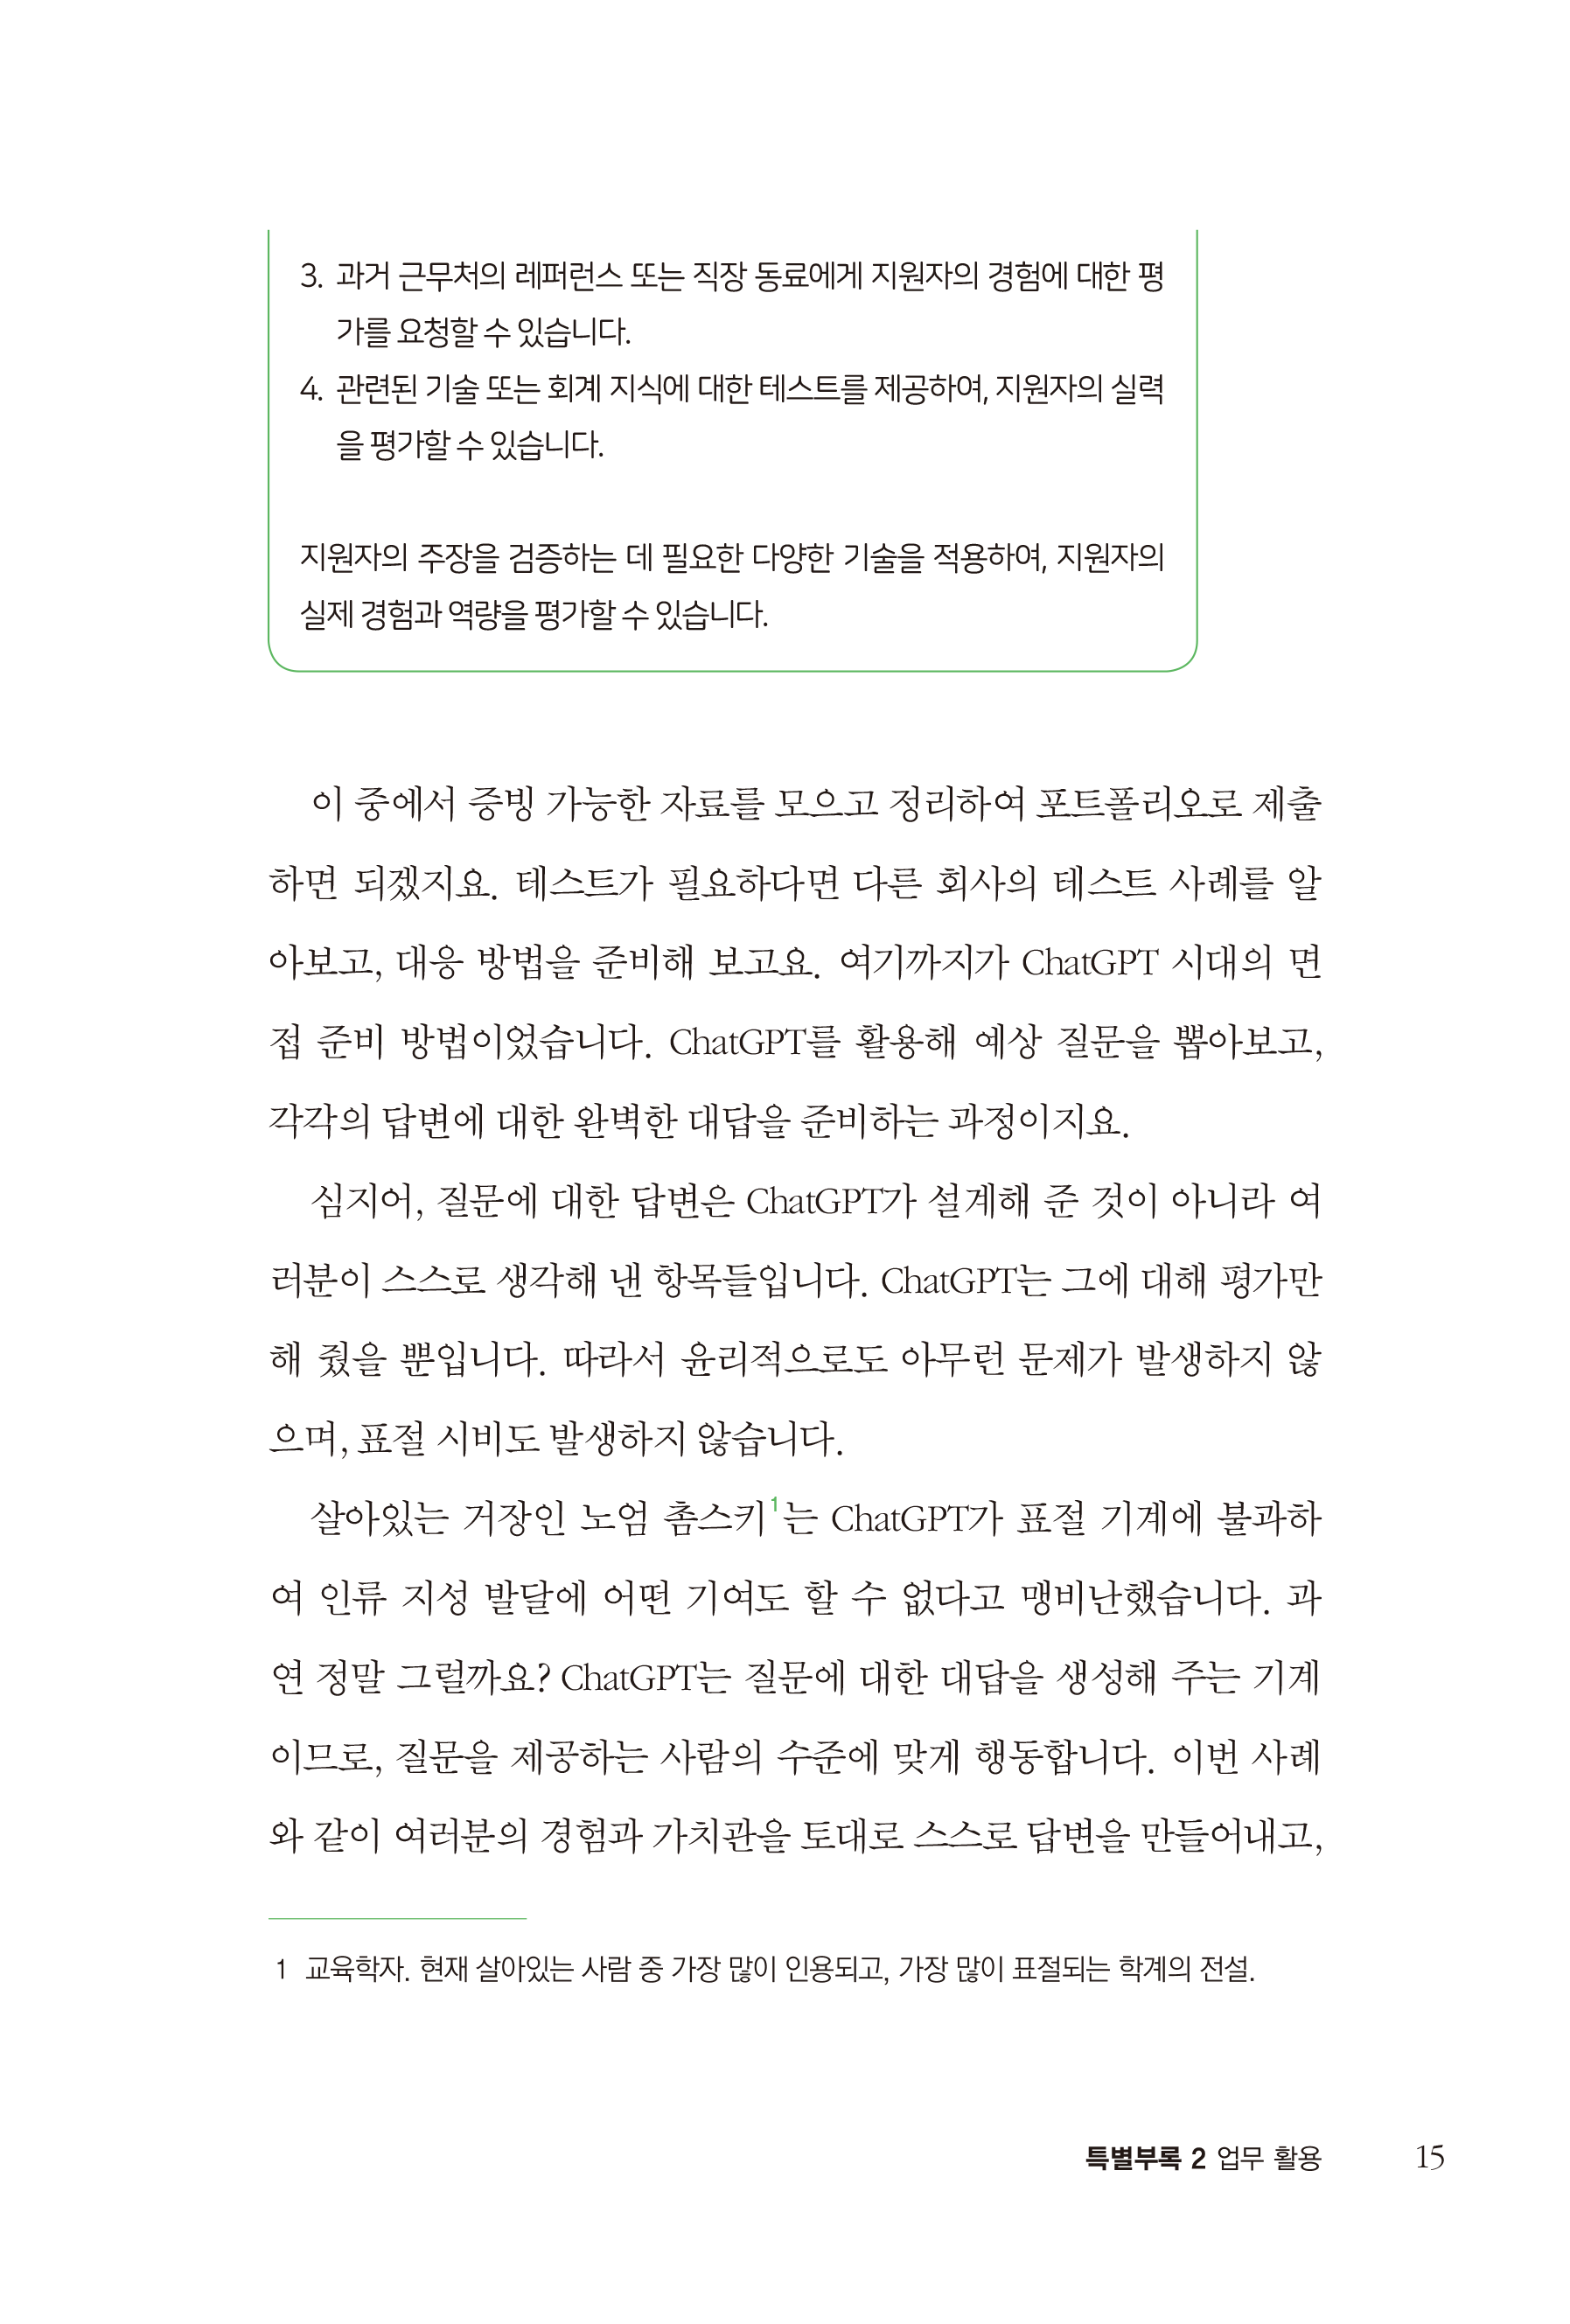 3. 과거 근무처의 레퍼런스 또는 직장 동료에게 지원자의 경험에 대한 평
가를 요청할 수 있습니다.
4. 관련된 기술 또는 회계 지식에 대한 테스트를 제공하여, 지원자의 실력
을 평가할 수 있습니다.
지원자의 주장을 검증하는 데 필요한 다양한 기술을 적용하여, 지원자의
실제 경험과 역량을 평가할 수 있습니다.
이 중에서 증빙 가능한 자료를 모으고 정리하여 포트폴리오로 제출
하면 되겠지요. 테스트가 필요하다면 다른 회사의 테스트 사례를 알
아보고, 대응 방법을 준비해 보고요. 여기까지가 ChatGPT 시대의 면
접 준비 방법이었습니다. ChatGPT를 활용해 예상 질문을 뽑아보고,
각각의 답변에 대한 완벽한 대답을 준비하는 과정이지요.
심지어, 질문에 대한 답변은 ChatGPT가 설계해 준 것이 아니라 여
러분이 스스로 생각해 낸 항목들입니다. ChatGPT는 그에 대해 평가만
해 줬을 뿐입니다. 따라서 윤리적으로도 아무런 문제가 발생하지 않
으며, 표절 시비도 발생하지 않습니다.
살아있는 거장인 노엄 촘스키1는 ChatGPT가 표절 기계에 불과하
여 인류 지성 발달에 어떤 기여도 할 수 없다고 맹비난했습니다. 과
연 정말 그럴까요? ChatGPT는 질문에 대한 대답을 생성해 주는 기계
이므로, 질문을 제공하는 사람의 수준에 맞게 행동합니다. 이번 사례
와 같이 여러분의 경험과 가치관을 토대로 스스로 답변을 만들어내고,
1 교육학자. 현재 살아있는 사람 중 가장 많이 인용되고, 가장 많이 표절되는 학계의 전설.
특별부록 2 업무 활용 15